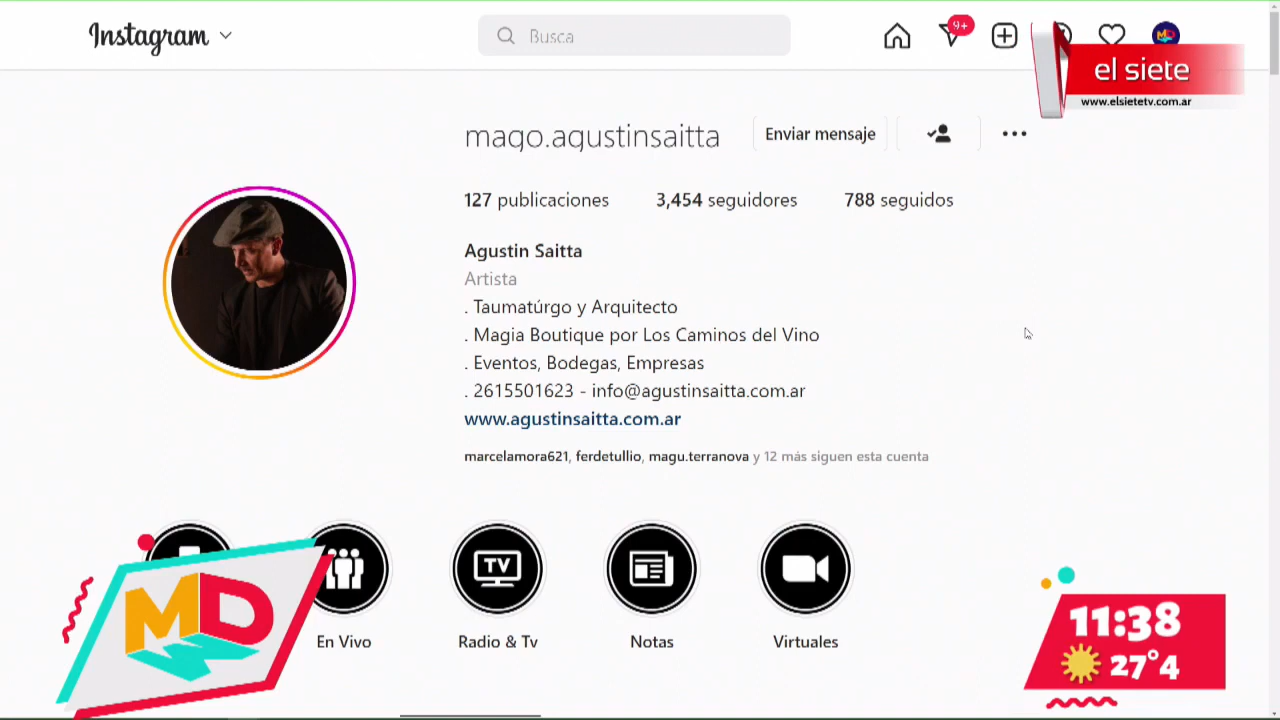 Instagram
Busca
9+
MD
el siete
www.elsietetv.com.ar
mago.agustinsaitta
Enviar mensaje
127 publicaciones
3,454 seguidores
788 seguidos
Agustin Saitta
Artista
. Taumatúrgo y Arquitecto
. Magia Boutique por Los Caminos del Vino
. Eventos, Bodegas, Empresas
. 2615501623 - info@agustinsaitta.com.ar
www.agustinsaitta.com.ar
marcelamora621, ferdetullio, magu.terranova y 12 más siguen esta cuenta
TV
En Vivo
Radio & Tv
Notas
Virtuales
MD
11:38
27°4